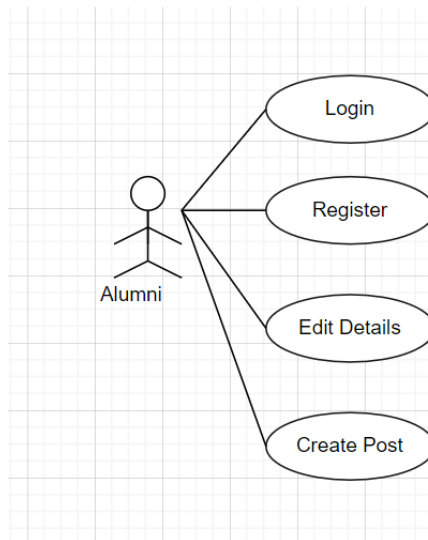 Login
Register
Alumni
Edit Details
Create Post